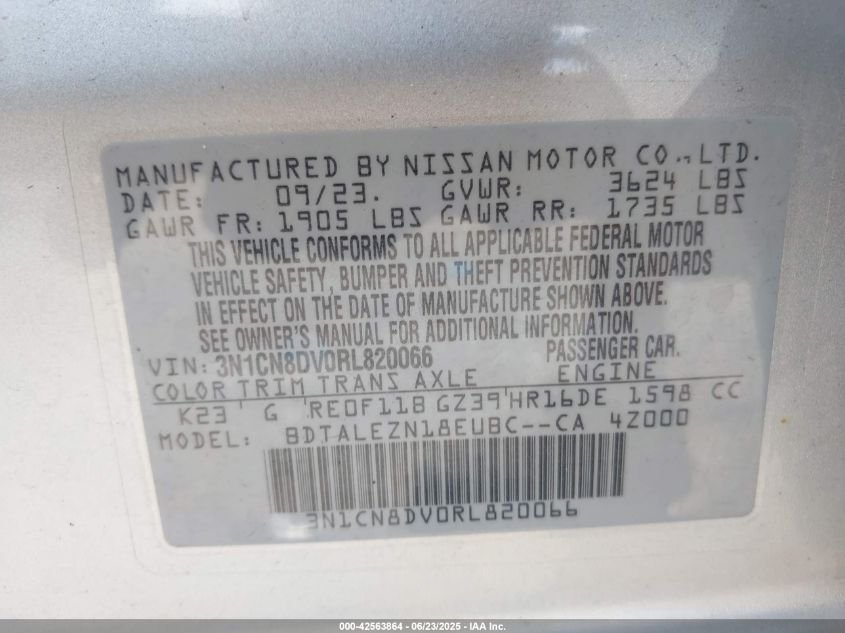 MANUFACTURED BY NISSAN MOTOR CO., LTD.
DATE: 09/23. GVWR: 3624 LBS
GAWR FR: 1905 LBS GAWR RR: 1735 LBS
THIS VEHICLE CONFORMS TO ALL APPLICABLE FEDERAL MOTOR
VEHICLE SAFETY, BUMPER AND THEFT PREVENTION STANDARDS
IN EFFECT ON THE DATE OF MANUFACTURE SHOWN ABOVE.
SEE OWNER'S MANUAL FOR ADDITIONAL INFORMATION.
VIN: 3N1CN8DV0RL820066 PASSENGER CAR.
COLOR TRIM TRANS AXLE ENGINE
K23 G RE0F11B GZ39 HR16DE 1598 CC
MODEL: BDTALEZN18EUBC--CA 4Z000
3N1CN8DV0RL820066
000-42563864 - 06/23/2025 - IAA Inc.